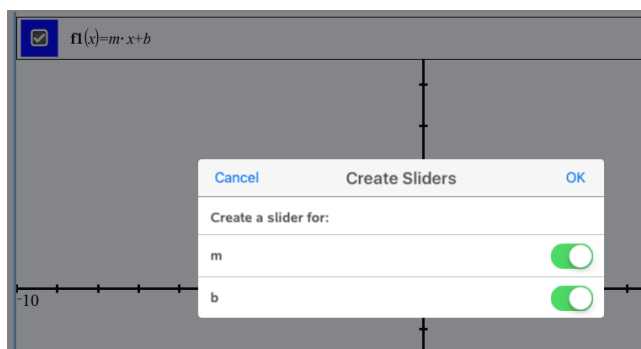 f1(x)=m·x+b
Cancel Create Sliders OK
Create a slider for:
m
b
-10